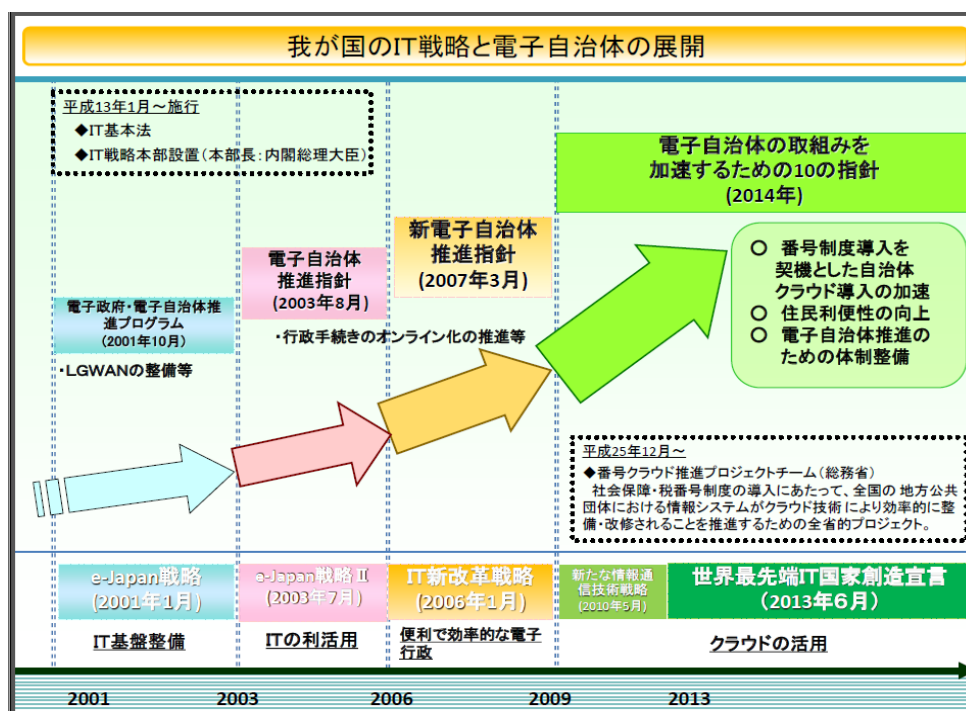 我が国のIT戦略と電子自治体の展開
平成13年1月～施行
◆IT基本法
◆IT戦略本部設置(本部長:内閣総理大臣)
電子自治体の取組みを
加速するための10の指針
(2014年)
新電子自治体
推進指針
(2007年3月)
電子自治体
推進指針
(2003年8月)
電子政府・電子自治体推
進プログラム
(2001年10月)
○ 番号制度導入を
契機とした自治体
クラウド導入の加速
○ 住民利便性の向上
○ 電子自治体推進の
ための体制整備
・行政手続きのオンライン化の推進等
・LGWANの整備等
平成25年12月～
◆番号クラウド推進プロジェクトチーム(総務省)
社会保障・税番号制度の導入にあたって、全国の地方公共
団体における情報システムがクラウド技術により効率的に整
備・改修されることを推進するための全省的プロジェクト。
e-Japan戦略
(2001年1月)
e-Japan戦略Ⅱ
(2003年7月)
IT新改革戦略
(2006年1月)
新たな情報通
信技術戦略
(2010年5月)
世界最先端IT国家創造宣言
(2013年6月)
IT基盤整備
ITの利活用
便利で効率的な電子
行政
クラウドの活用
2001 2003 2006 2009 2013